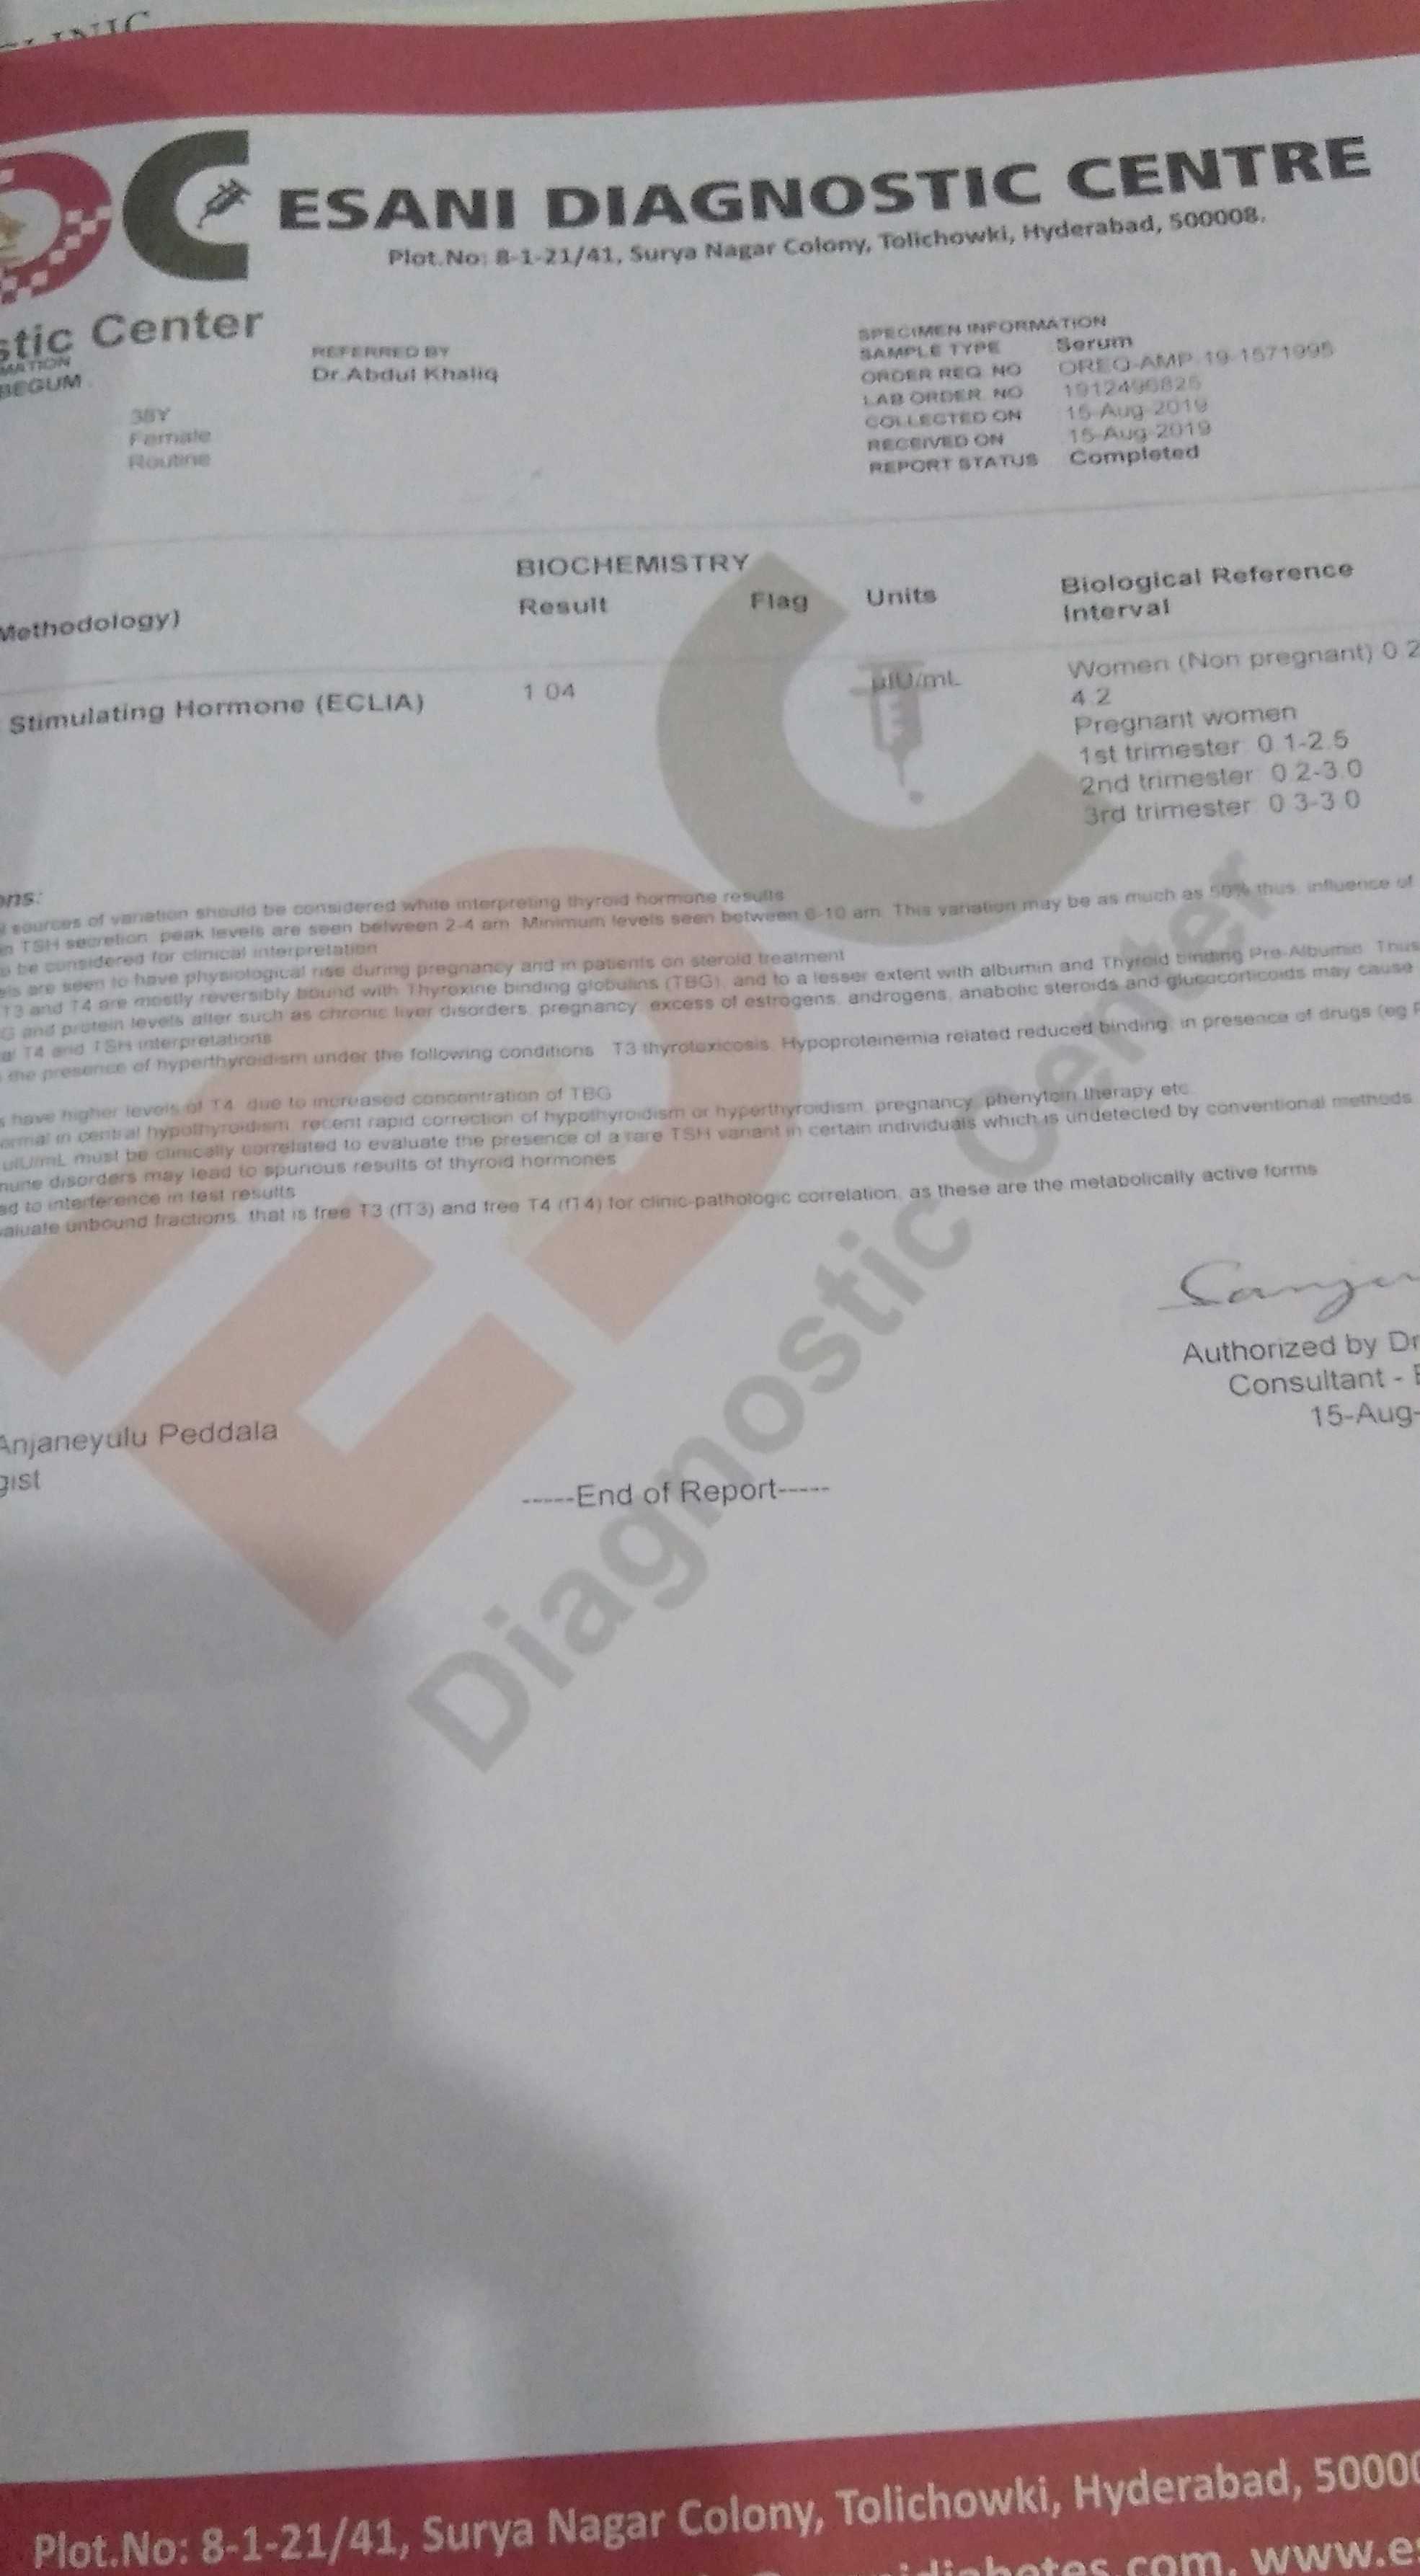 CLINIC
DC
ESANI DIAGNOSTIC CENTRE
Plot.No: 8-1-21/41, Surya Nagar Colony, Tolichowki, Hyderabad, 500008.
stic Center
MATION
BEGUM
38Y
Female
Routine
REFERRED BY
Dr.Abdul Khaliq
SPECIMEN INFORMATION
SAMPLE TYPE Serum
ORDER REQ. NO OREQ-AMP-19-1571995
LAB ORDER. NO 1912496825
COLLECTED ON 15-Aug-2019
RECEIVED ON 15-Aug-2019
REPORT STATUS Completed
BIOCHEMISTRY
Methodology) Result Flag Units Biological Reference
Interval
Stimulating Hormone (ECLIA) 1.04 µIU/mL Women (Non pregnant) 0.2
4.2
Pregnant women
1st trimester: 0.1-2.5
2nd trimester: 0.2-3.0
3rd trimester: 0.3-3.0
ons:
sources of variation should be considered while interpreting thyroid hormone results
n TSH secretion: peak levels are seen between 2-4 am. Minimum levels seen between 6-10 am. This variation may be as much as 50% thus, influence of
be considered for clinical interpretation
els are seen to have physiological rise during pregnancy and in patients on steroid treatment
T3 and T4 are mostly reversibly bound with Thyroxine binding globulins (TBG), and to a lesser extent with albumin and Thyroid binding Pre-Albumin. Thus
G and protein levels alter such as chronic liver disorders, pregnancy, excess of estrogens, androgens, anabolic steroids and glucocorticoids may cause
al T4 and TSH interpretations
the presence of hyperthyroidism under the following conditions: T3 thyrotoxicosis, Hypoproteinemia related reduced binding, in presence of drugs (eg
s have higher levels of T4, due to increased concentration of TBG
ormal in central hypothyroidism, recent rapid correction of hypothyroidism or hyperthyroidism, pregnancy, phenytoin therapy etc.
uIU/mL must be clinically correlated to evaluate the presence of a rare TSH variant in certain individuals which is undetected by conventional methods
mune disorders may lead to spurious results of thyroid hormones
ed to interference in test results
valuate unbound fractions, that is free T3 (fT3) and free T4 (fT4) for clinic-pathologic correlation, as these are the metabolically active forms
Authorized by Dr
Consultant -
15-Aug-
Anjaneyulu Peddala
gist
-----End of Report-----
EDC
Diagnostic Center
Plot.No: 8-1-21/41, Surya Nagar Colony, Tolichowki, Hyderabad, 50000
diabetes.com, www.es